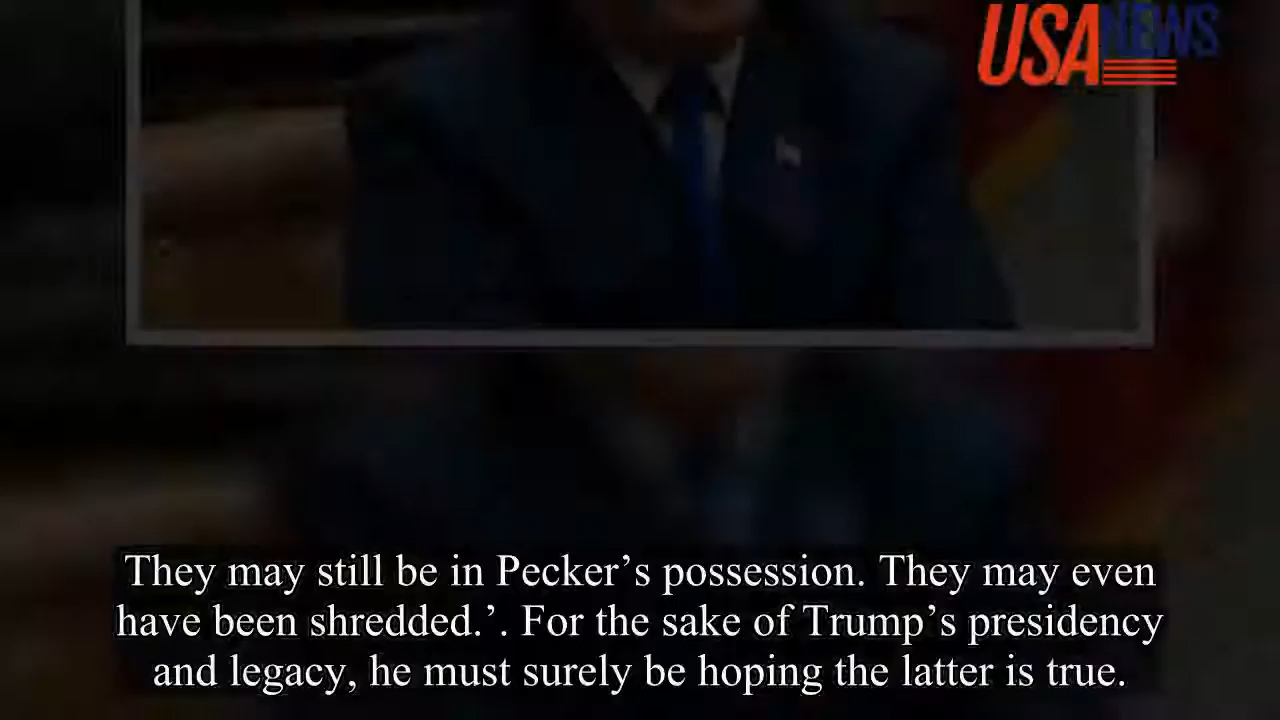 USA NEWS
They may still be in Pecker’s possession. They may even
have been shredded.’. For the sake of Trump’s presidency
and legacy, he must surely be hoping the latter is true.